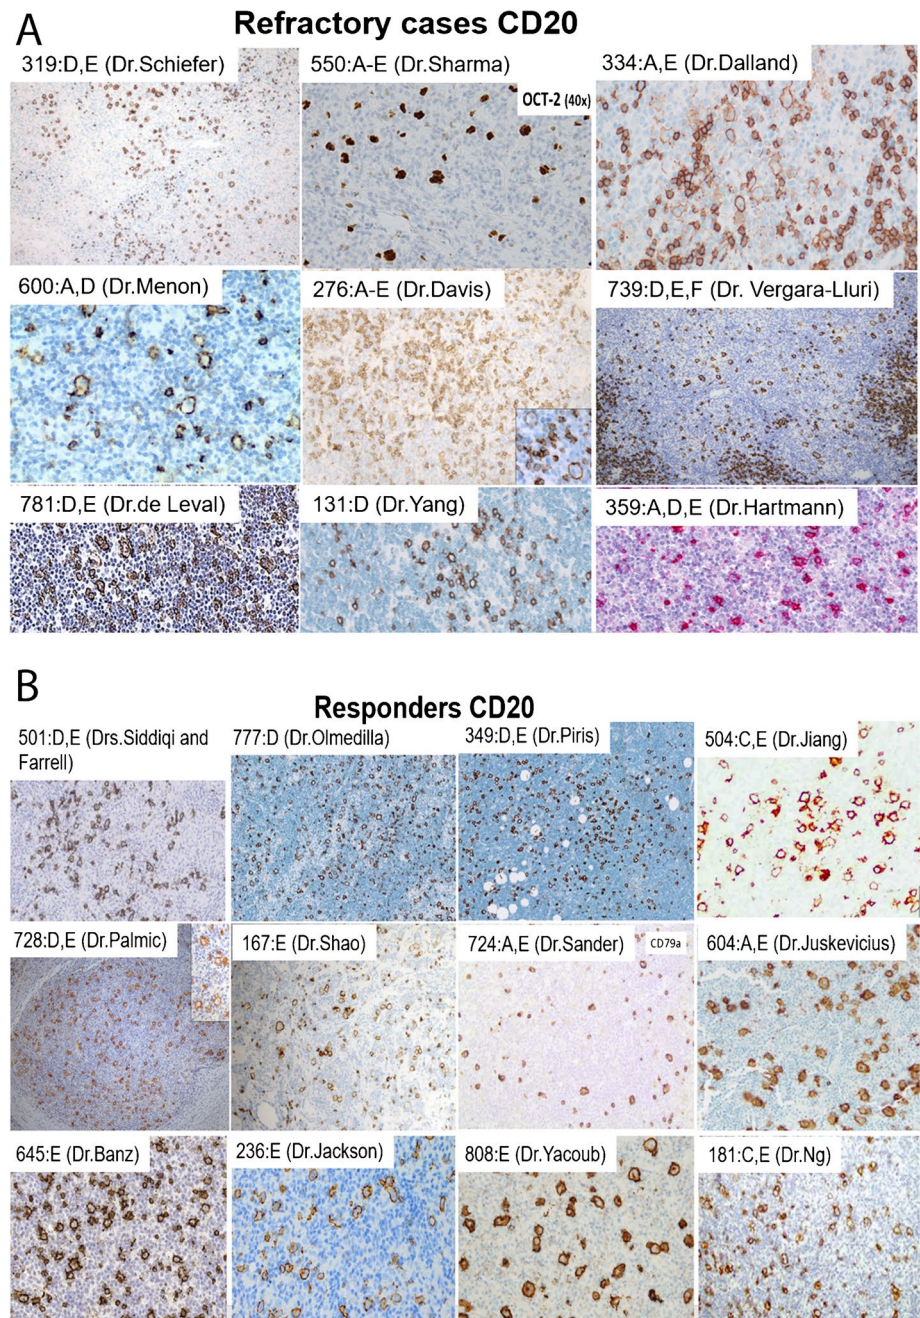 A
Refractory cases CD20
319:D,E (Dr.Schiefer)
550:A-E (Dr.Sharma)
334:A,E (Dr.Dalland)
OCT-2 (40x)
600:A,D (Dr.Menon)
276:A-E (Dr.Davis)
739:D,E,F (Dr. Vergara-Lluri)
781:D,E (Dr.de Leval)
131:D (Dr.Yang)
359:A,D,E (Dr.Hartmann)
B
Responders CD20
501:D,E (Drs.Siddiqi and
Farrell)
777:D (Dr.Olmedilla)
349:D,E (Dr.Piris)
504:C,E (Dr.Jiang)
728:D,E (Dr.Palmic)
167:E (Dr.Shao)
724:A,E (Dr.Sander)
CD79a
604:A,E (Dr.Juskevicius)
645:E (Dr.Banz)
236:E (Dr.Jackson)
808:E (Dr.Yacoub)
181:C,E (Dr.Ng)